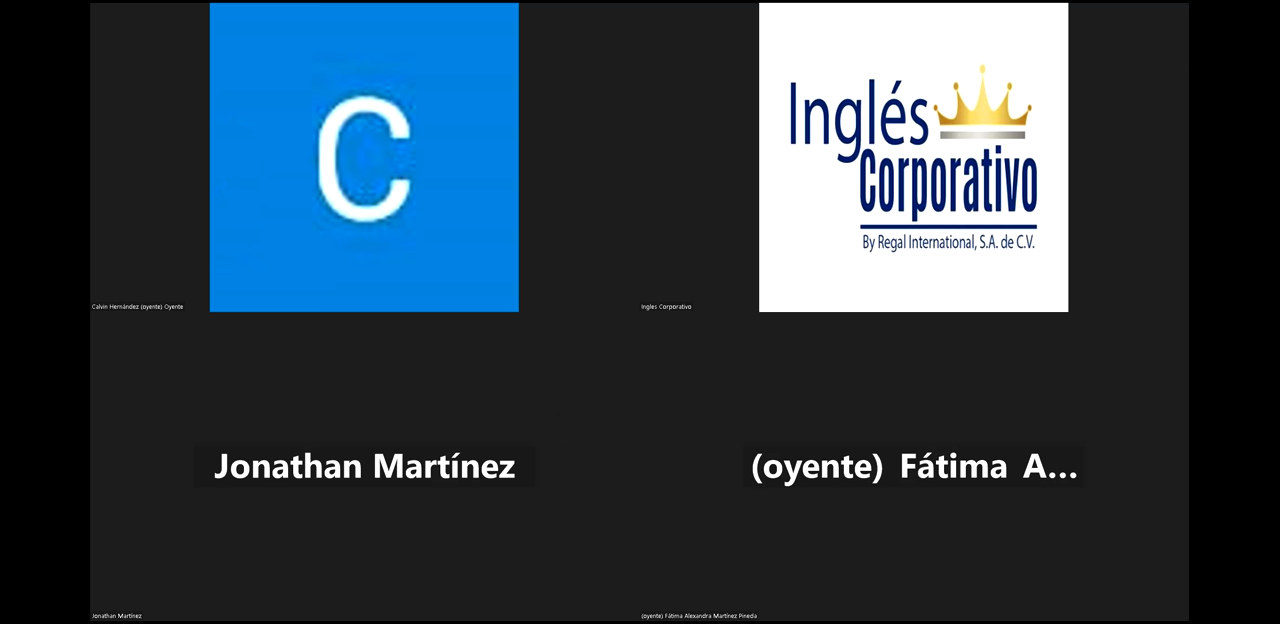 C
Inglés
Corporativo
By Regal International, S.A. de C.V.
Calvin Hernández (oyente) Oyente
Ingles Corporativo
Jonathan Martínez
(oyente) Fátima A...
Jonathan Martínez
(oyente) Fátima Alexandra Martínez Pineda